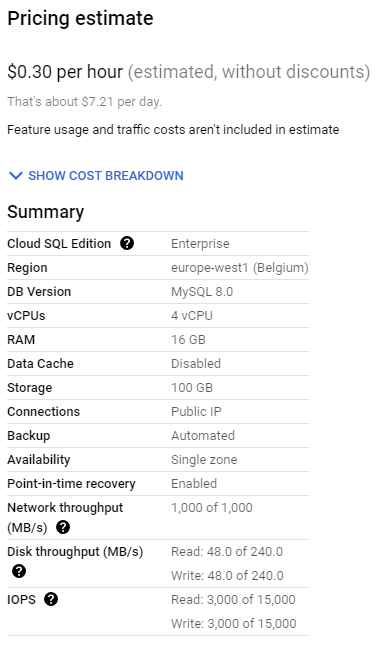 Pricing estimate
$0.30 per hour (estimated, without discounts)
That's about $7.21 per day.
Feature usage and traffic costs aren't included in estimate
SHOW COST BREAKDOWN
Summary
Cloud SQL Edition ? Enterprise
Region europe-west1 (Belgium)
DB Version MySQL 8.0
vCPUs 4 vCPU
RAM 16 GB
Data Cache Disabled
Storage 100 GB
Connections Public IP
Backup Automated
Availability Single zone
Point-in-time recovery Enabled
Network throughput 1,000 of 1,000
(MB/s) ?
Disk throughput (MB/s) Read: 48.0 of 240.0
? Write: 48.0 of 240.0
IOPS ? Read: 3,000 of 15,000
Write: 3,000 of 15,000